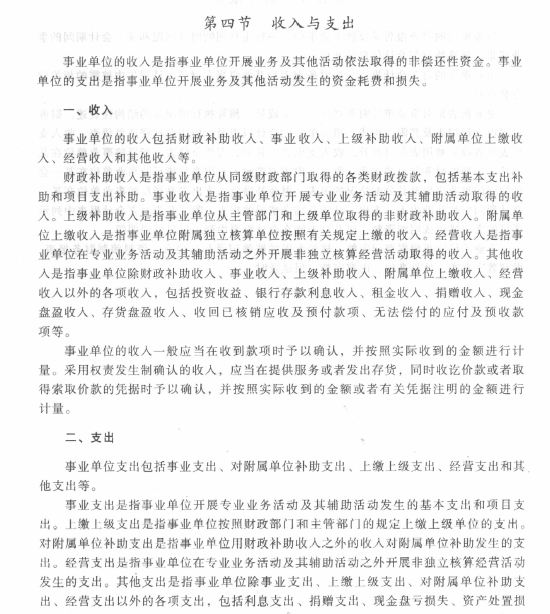 第四节 收入与支出
事业单位的收入是指事业单位开展业务及其他活动依法取得的非偿还性资金。事业
单位的支出是指事业单位开展业务及其他活动发生的资金耗费和损失。
一、收入
事业单位的收入包括财政补助收入、事业收入、上级补助收入、附属单位上缴收
入、经营收入和其他收入等。
财政补助收入是指事业单位从同级财政部门取得的各类财政拨款，包括基本支出补
助和项目支出补助。事业收入是指事业单位开展专业业务活动及其辅助活动取得的收
入。上级补助收入是指事业单位从主管部门和上级单位取得的非财政补助收入。附属单
位上缴收入是指事业单位附属独立核算单位按照有关规定上缴的收入。经营收入是指事
业单位在专业业务活动及其辅助活动之外开展非独立核算经营活动取得的收入。其他收
入是指事业单位除财政补助收入、事业收入、上级补助收入、附属单位上缴收入、经营
收入以外的各项收入，包括投资收益、银行存款利息收入、租金收入、捐赠收入、现金
盘盈收入、存货盘盈收入、收回已核销应收及预付款项、无法偿付的应付及预收款
项等。
事业单位的收入一般应当在收到款项时予以确认，并按照实际收到的金额进行计
量。采用权责发生制确认的收入，应当在提供服务或者发出存货，同时收讫价款或者取
得索取价款的凭据时予以确认，并按照实际收到的金额或者有关凭据注明的金额进行
计量。
二、支出
事业单位支出包括事业支出、对附属单位补助支出、上缴上级支出、经营支出和其
他支出等。
事业支出是指事业单位开展专业业务活动及其辅助活动发生的基本支出和项目支
出。上缴上级支出是指事业单位按照财政部门和主管部门的规定上缴上级单位的支出。
对附属单位补助支出是指事业单位用财政补助收入之外的收入对附属单位补助发生的支
出。经营支出是指事业单位在专业业务活动及其辅助活动之外开展非独立核算经营活动
发生的支出。其他支出是指事业单位除事业支出、上缴上级支出、对附属单位补助支
出、经营支出以外的各项支出，包括利息支出、捐赠支出、现金盘亏损失、资产处置损